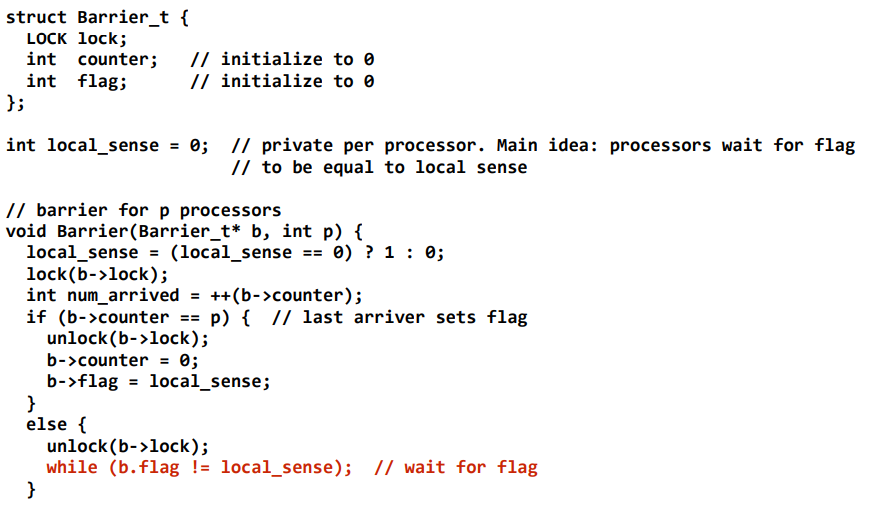 struct Barrier_t {
  LOCK lock;
  int  counter;   // initialize to 0
  int  flag;      // initialize to 0
};

int local_sense = 0;  // private per processor. Main idea: processors wait for flag
                      // to be equal to local sense

// barrier for p processors
void Barrier(Barrier_t* b, int p) {
  local_sense = (local_sense == 0) ? 1 : 0;
  lock(b->lock);
  int num_arrived = ++(b->counter);
  if (b->counter == p) {  // last arriver sets flag
    unlock(b->lock);
    b->counter = 0;
    b->flag = local_sense;
  }
  else {
    unlock(b->lock);
    while (b.flag != local_sense);  // wait for flag
  }